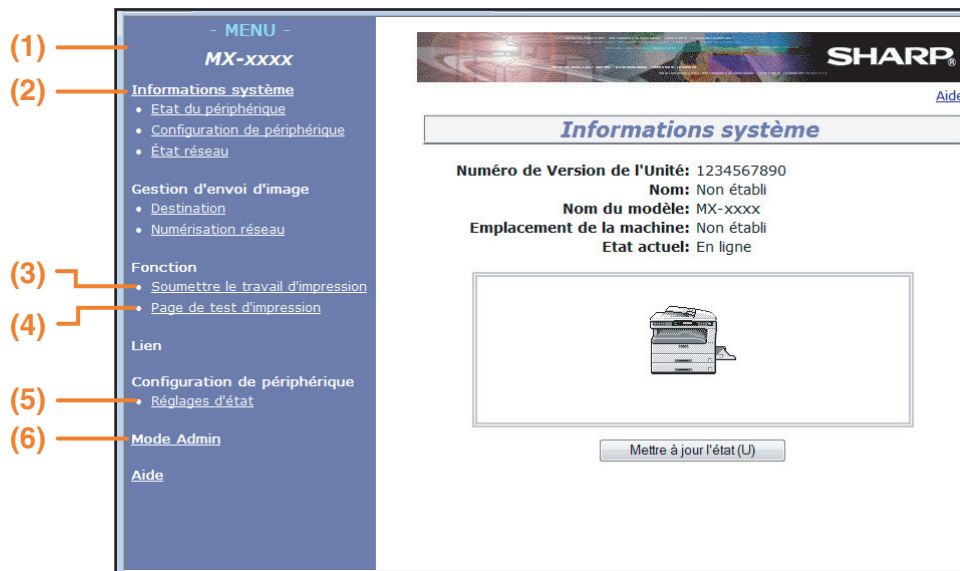 (1)
(2)
(3)
(4)
(5)
(6)
- MENU -
MX-xxxx
Informations système
• Etat du périphérique
• Configuration de périphérique
• État réseau
Gestion d'envoi d'image
• Destination
• Numérisation réseau
Fonction
• Soumettre le travail d'impression
• Page de test d'impression
Lien
Configuration de périphérique
• Réglages d'état
Mode Admin
Aide
SHARP®
Aide
Informations système
Numéro de Version de l'Unité: 1234567890
Nom: Non établi
Nom du modèle: MX-xxxx
Emplacement de la machine: Non établi
Etat actuel: En ligne
Mettre à jour l'état (U)